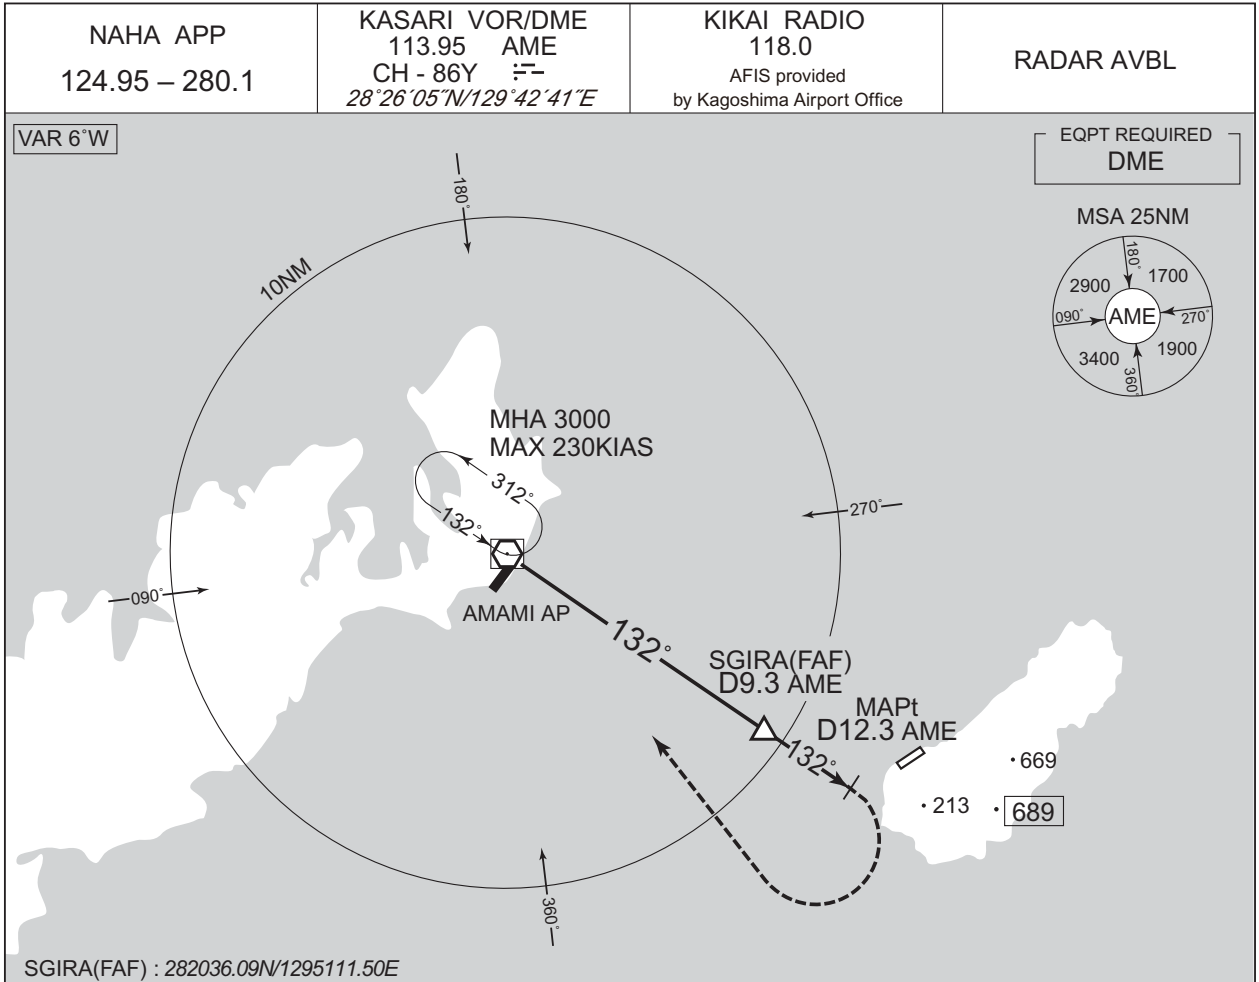 NAHA APP
124.95 – 280.1
KASARI VOR/DME
113.95 AME
CH - 86Y
28°26´05˝N/129°42´41˝E
KIKAI RADIO
118.0
AFIS provided
by Kagoshima Airport Office
RADAR AVBL
VAR 6°W
EQPT REQUIRED
DME
MSA 25NM
180°
2900
1700
090°
AME
270°
3400
1900
360°
180°
10NM
MHA 3000
MAX 230KIAS
312°
132°
270°
090°
AMAMI AP
132°
SGIRA(FAF)
D9.3 AME
MAPt
D12.3 AME
132°
669
213
689
360°
SGIRA(FAF) : 282036.09N/1295111.50E